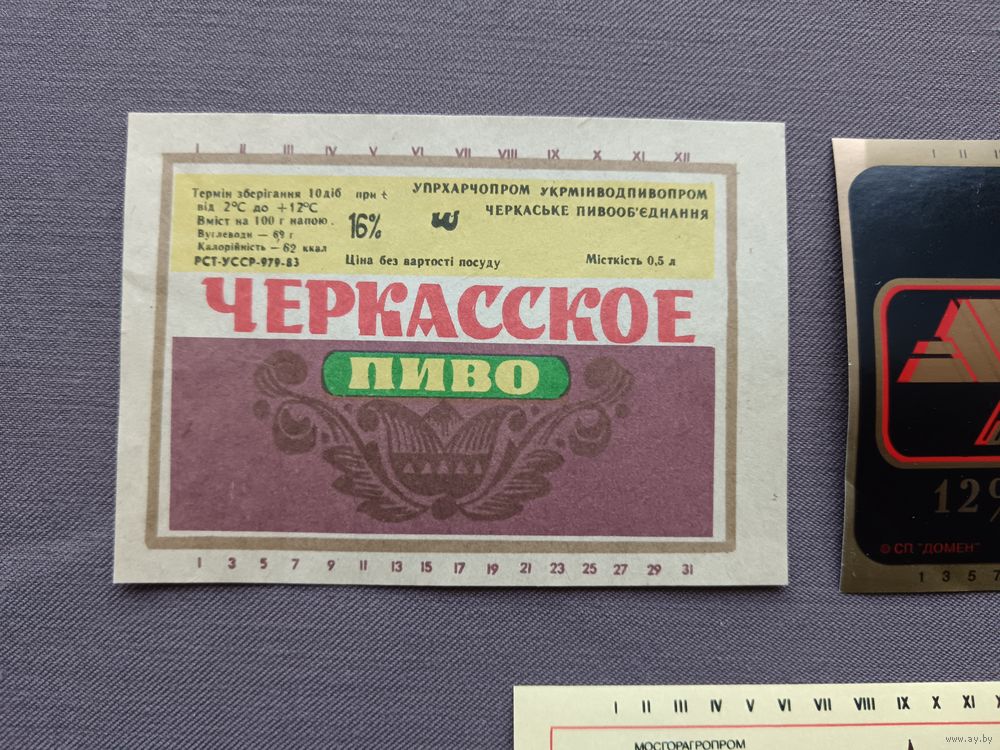 I II III IV V VI VII VIII IX X XI XII
Термін зберігання 10 діб при t
від 2°С до +12°С
Вміст на 100 г напою.
Вуглеводи — 69 г
Калорійність — 62 ккал
РСТ-УССР-979-83
16%
УПРХАРЧОПРОМ УКРМІНВОДПИВОПРОМ
ЧЕРКАСЬКЕ ПИВООБ'ЄДНАННЯ
Ціна без вартості посуду
Місткість 0,5 л
ЧЕРКАССКОЕ
ПИВО
1 3 5 7 9 11 13 15 17 19 21 23 25 27 29 31
I II
12%
© СП "ДОМЕН"
1 3 5 7
I II III IV V VI VII VIII IX X XI
МОСГОРАГРОПРОМ
www.ay.by